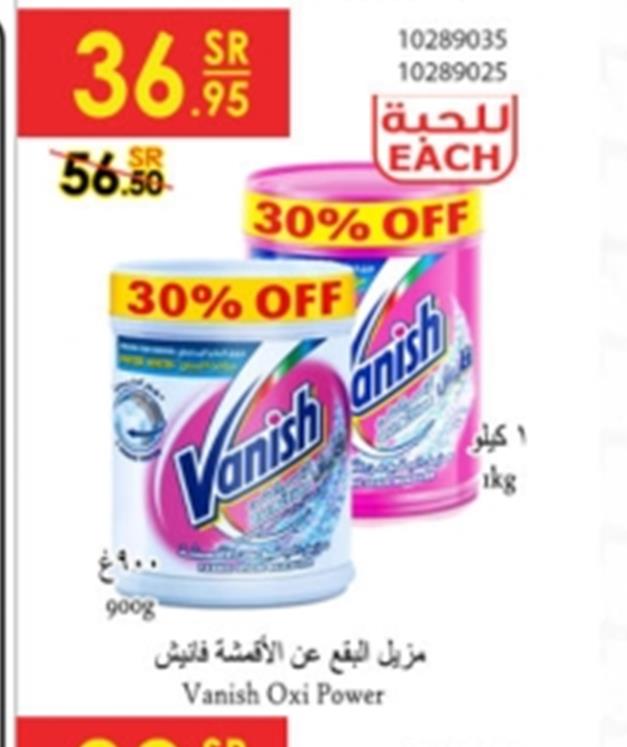 36.95 SR
10289035
10289025
للحبة
EACH
56.50 SR
30% OFF
30% OFF
Vanish
Vanish
١ كيلو
1kg
٩٠٠غ
900g
مزيل البقع عن الأقمشة فانيش
Vanish Oxi Power
SR